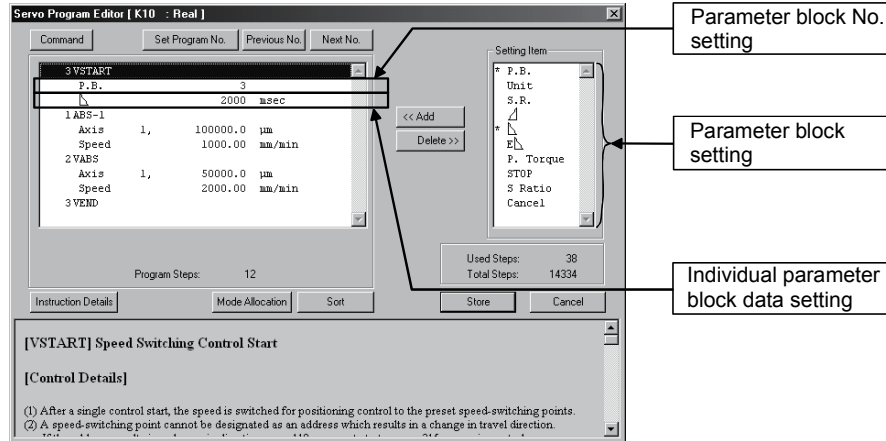 Servo Program Editor [ K10 : Real ]
Command Set Program No. Previous No. Next No.
3 VSTART
P.B. 3
2000 msec
1 ABS-1
Axis 1, 100000.0 μm
Speed 1000.00 mm/min
2 VABS
Axis 1, 50000.0 μm
Speed 2000.00 mm/min
3 VEND
<< Add
Delete >>
Setting Item
* P.B.
Unit
S.R.
*
E
P. Torque
STOP
S Ratio
Cancel
Program Steps: 12
Used Steps: 38
Total Steps: 14334
Instruction Details Mode Allocation Sort Store Cancel
[VSTART] Speed Switching Control Start
[Control Details]
(1) After a single control start, the speed is switched for positioning control to the preset speed-switching points.
(2) A speed-switching point cannot be designated as an address which results in a change in travel direction.
Parameter block No. setting
Parameter block setting
Individual parameter block data setting